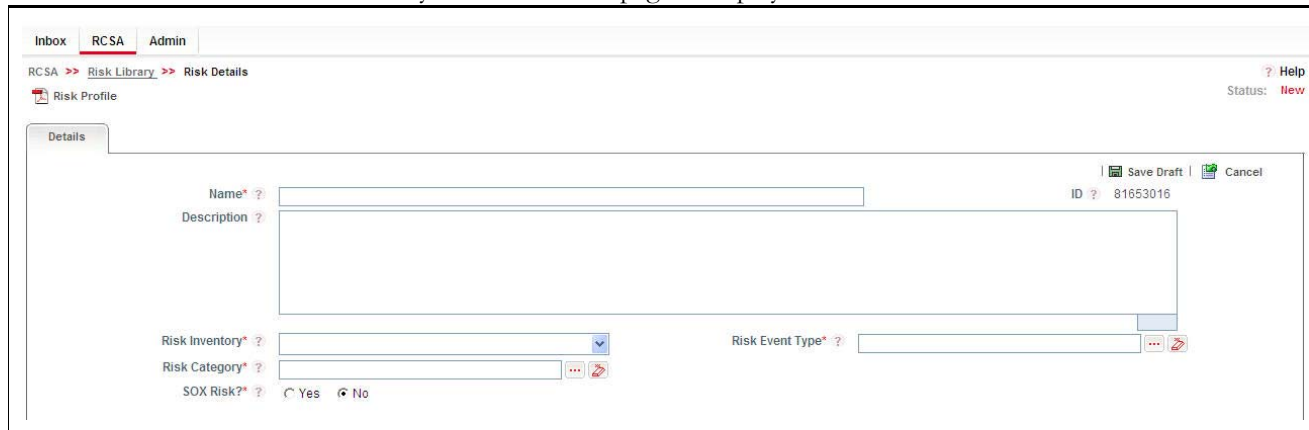 Inbox RCSA Admin
RCSA >> Risk Library >> Risk Details ? Help
Risk Profile Status: New
Details
| Save Draft | Cancel
Name* ? ID ? 81653016
Description ?
Risk Inventory* ? Risk Event Type* ? ...
Risk Category* ? ...
SOX Risk?* ? Yes No